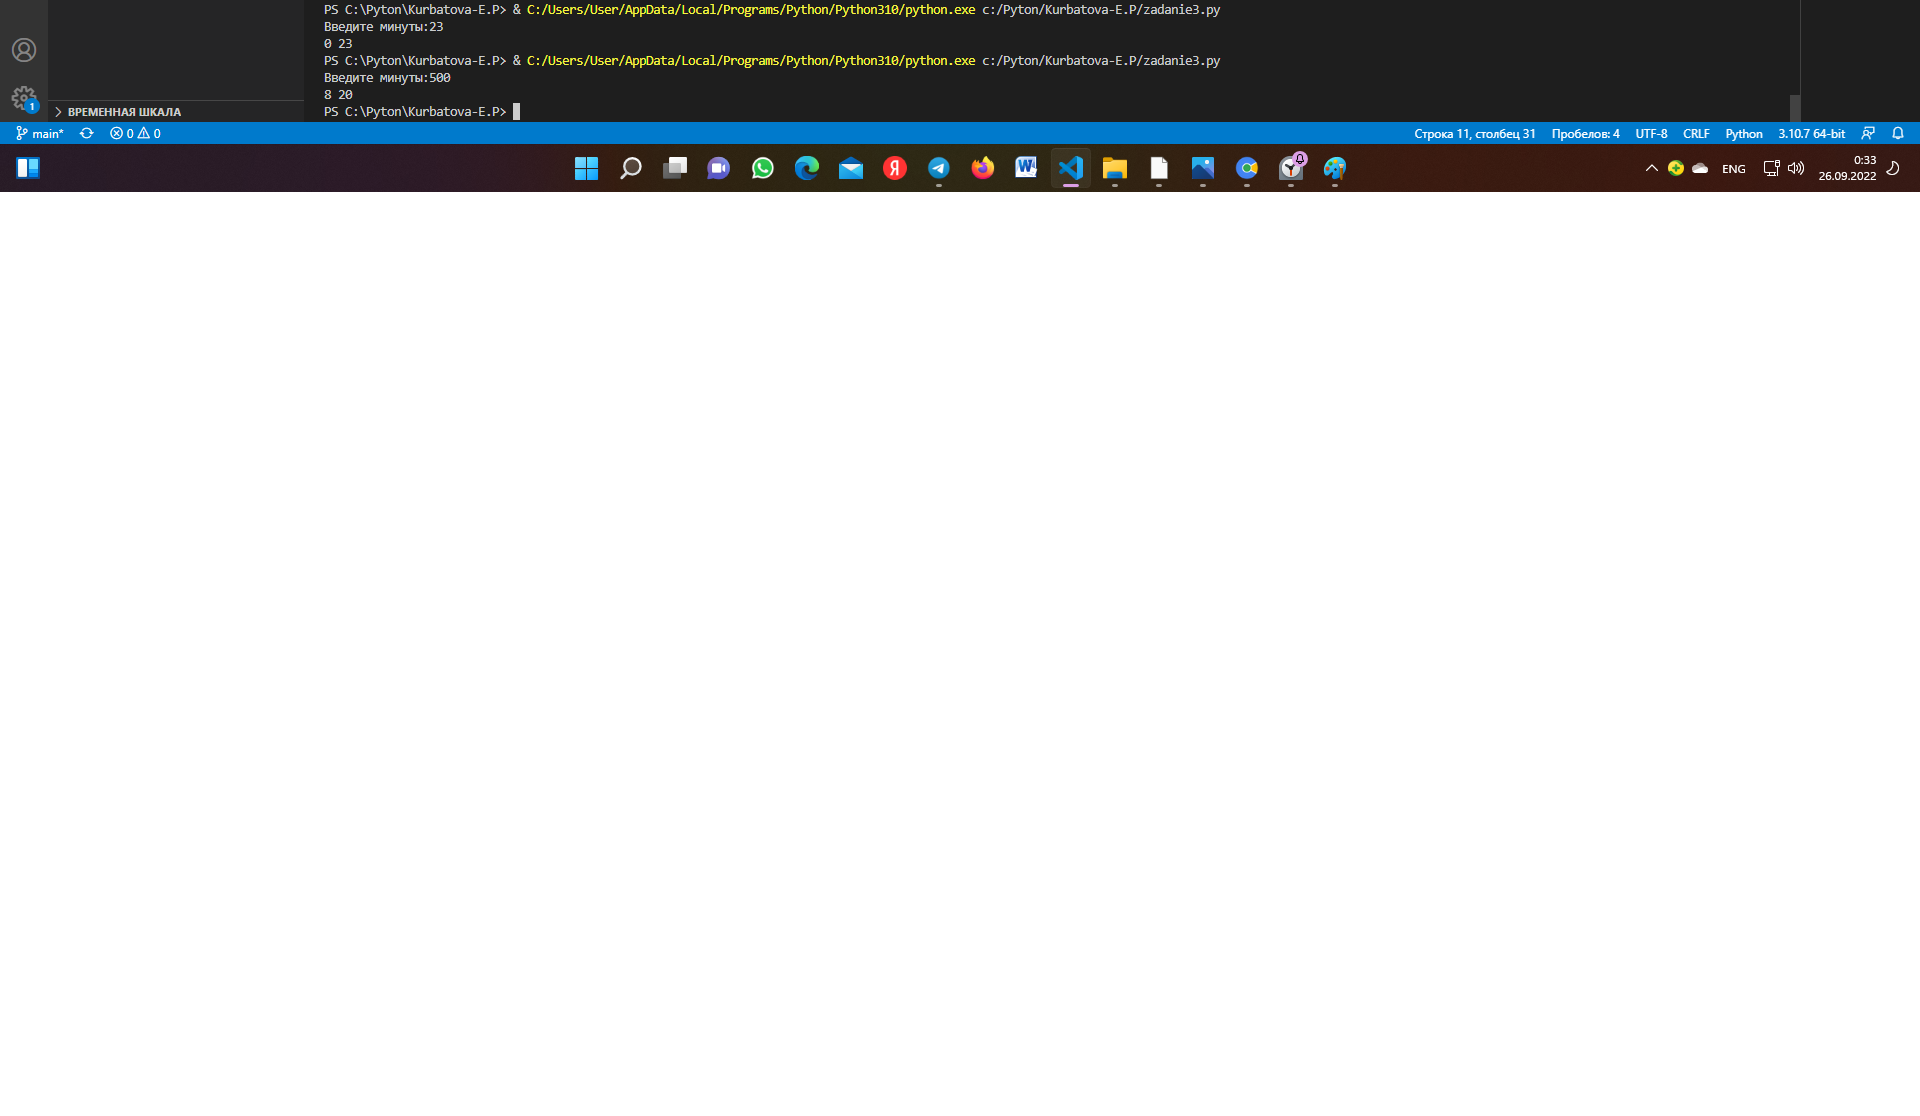 PS C:\Pyton\Kurbatova-E.P> & C:/Users/User/AppData/Local/Programs/Python/Python310/python.exe c:/Pyton/Kurbatova-E.P/zadanie3.py
Введите минуты:23
0 23
PS C:\Pyton\Kurbatova-E.P> & C:/Users/User/AppData/Local/Programs/Python/Python310/python.exe c:/Pyton/Kurbatova-E.P/zadanie3.py
Введите минуты:500
8 20
PS C:\Pyton\Kurbatova-E.P>
1
ВРЕМЕННАЯ ШКАЛА
main* 0 0 Строка 11, столбец 31 Пробелов: 4 UTF-8 CRLF Python 3.10.7 64-bit
Я W ENG 0:33
26.09.2022